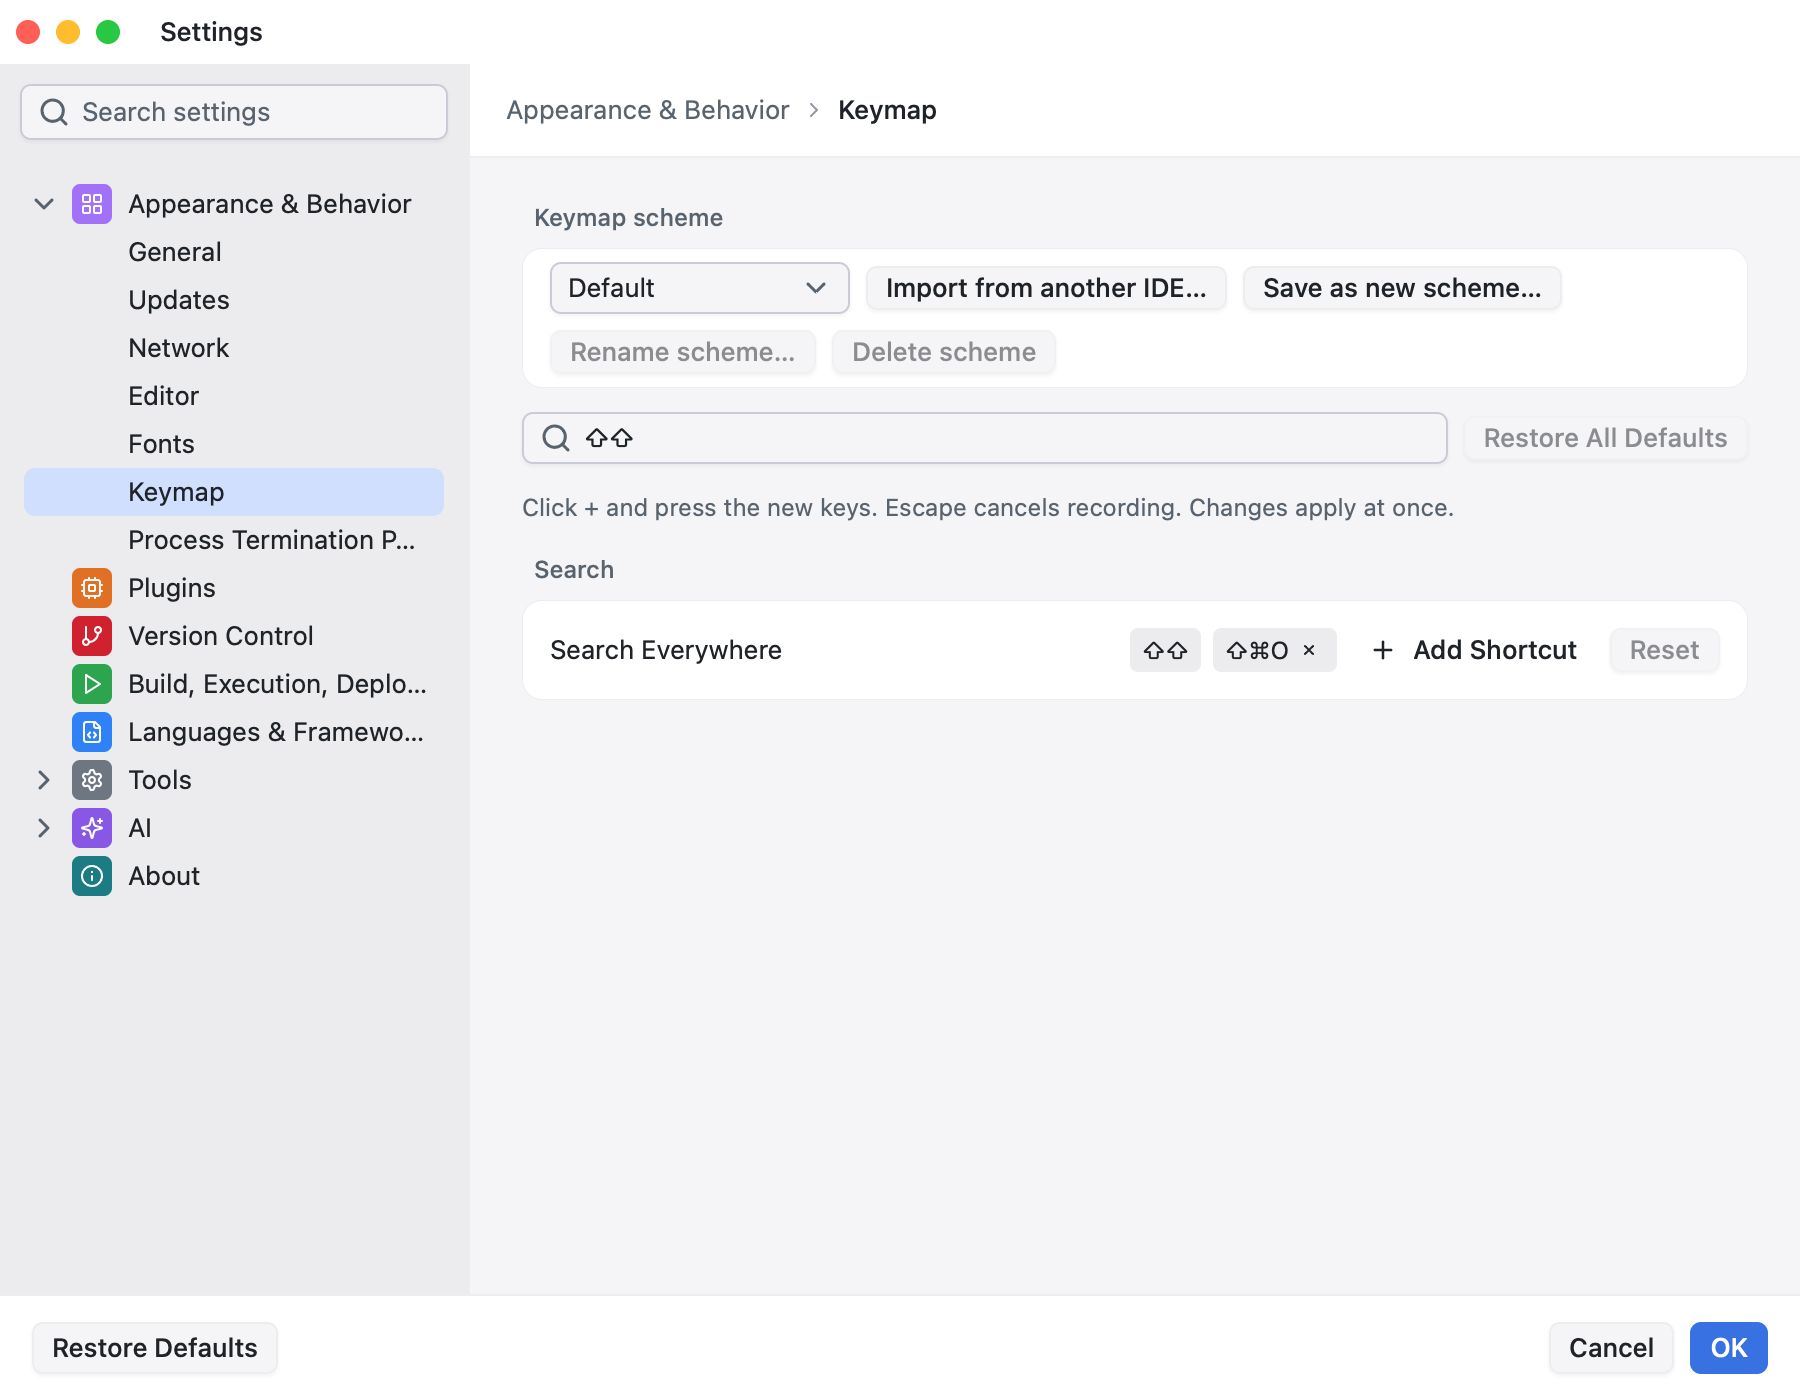 Settings
Search settings
Appearance & Behavior
General
Updates
Network
Editor
Fonts
Keymap
Process Termination P...
Plugins
Version Control
Build, Execution, Deplo...
Languages & Framewo...
Tools
AI
About
Appearance & Behavior > Keymap
Keymap scheme
Default Import from another IDE... Save as new scheme...
Rename scheme... Delete scheme
⇧⇧ Restore All Defaults
Click + and press the new keys. Escape cancels recording. Changes apply at once.
Search
Search Everywhere ⇧⇧ ⇧⌘O × + Add Shortcut Reset
Restore Defaults Cancel OK